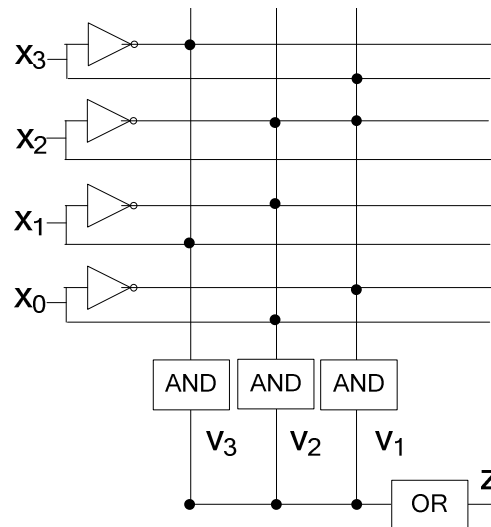 x₃
x₂
x₁
x₀
AND AND AND
v₃ v₂ v₁
z
OR